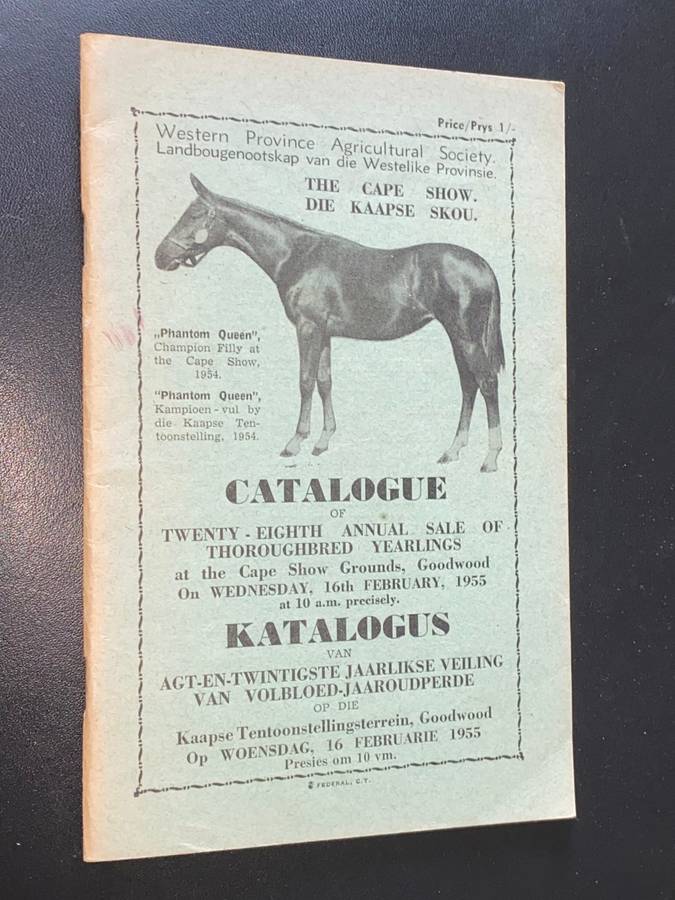 Price/Prys 1/-
Western Province Agricultural Society.
Landbougenootskap van die Westelike Provinsie.
THE CAPE SHOW.
DIE KAAPSE SKOU.
„Phantom Queen",
Champion Filly at
the Cape Show,
1954.
"Phantom Queen",
Kampioen-vul by
die Kaapse Ten-
toonstelling, 1954.
CATALOGUE
OF
TWENTY-EIGHTH ANNUAL SALE OF
THOROUGHBRED YEARLINGS
at the Cape Show Grounds, Goodwood
On WEDNESDAY, 16th FEBRUARY, 1955
at 10 a.m. precisely.
KATALOGUS
VAN
AGT-EN-TWINTIGSTE JAARLIKSE VEILING
VAN VOLBLOED-JAAROUDPERDE
OP DIE
Kaapse Tentoonstellingsterrein, Goodwood
Op WOENSDAG, 16 FEBRUARIE 1955
Presies om 10 vm.
FEDERAL, C.T.